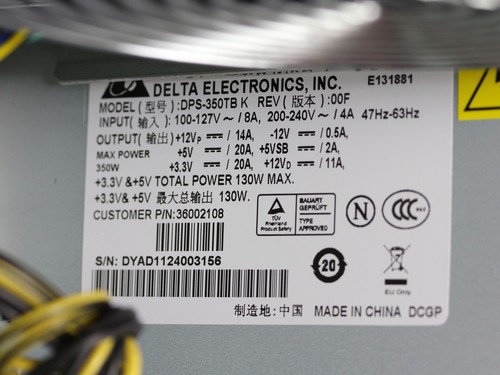 DELTA ELECTRONICS, INC. E131881
MODEL (型号) :DPS-350TB K REV (版本) :00F
INPUT( 输入 ): 100-127V~ / 8A, 200-240V~ / 4A 47Hz-63Hz
OUTPUT( 输出) +12VP ⎓ / 14A, -12V ⎓ / 0.5A,
MAX POWER +5V ⎓ / 20A, +5VSB ⎓ / 2A,
350W +3.3V ⎓ / 20A, +12VD ⎓ / 11A,
+3.3V &+5V TOTAL POWER 130W MAX.
+3.3V& +5V 最大总输出 130W.
CUSTOMER P/N:36002108
TÜV
Rheinland
Product Safety
BAUART
GEPRÜFT
TYPE
APPROVED
N
CCC
S/N: DYAD1124003156
20
EU Only
制造地: 中国 MADE IN CHINA DCGP